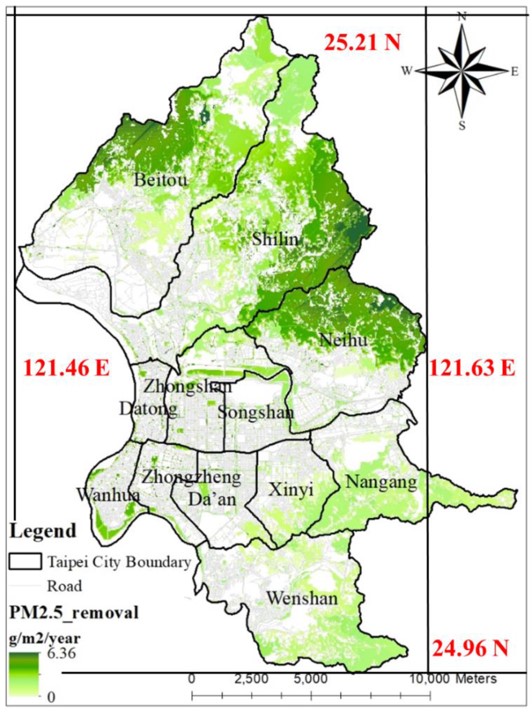 N
25.21 N
W
E
S
Beitou
Shilin
Neihu
121.46 E
121.63 E
Zhongshan
Datong
Songshan
Zhongzheng
Nangang
Wanhua
Da'an
Xinyi
Legend
Taipei City Boundary
Road
Wenshan
PM2.5_removal
g/m2/year
6.36
0
24.96 N
0 2,500 5,000 10,000 Meters